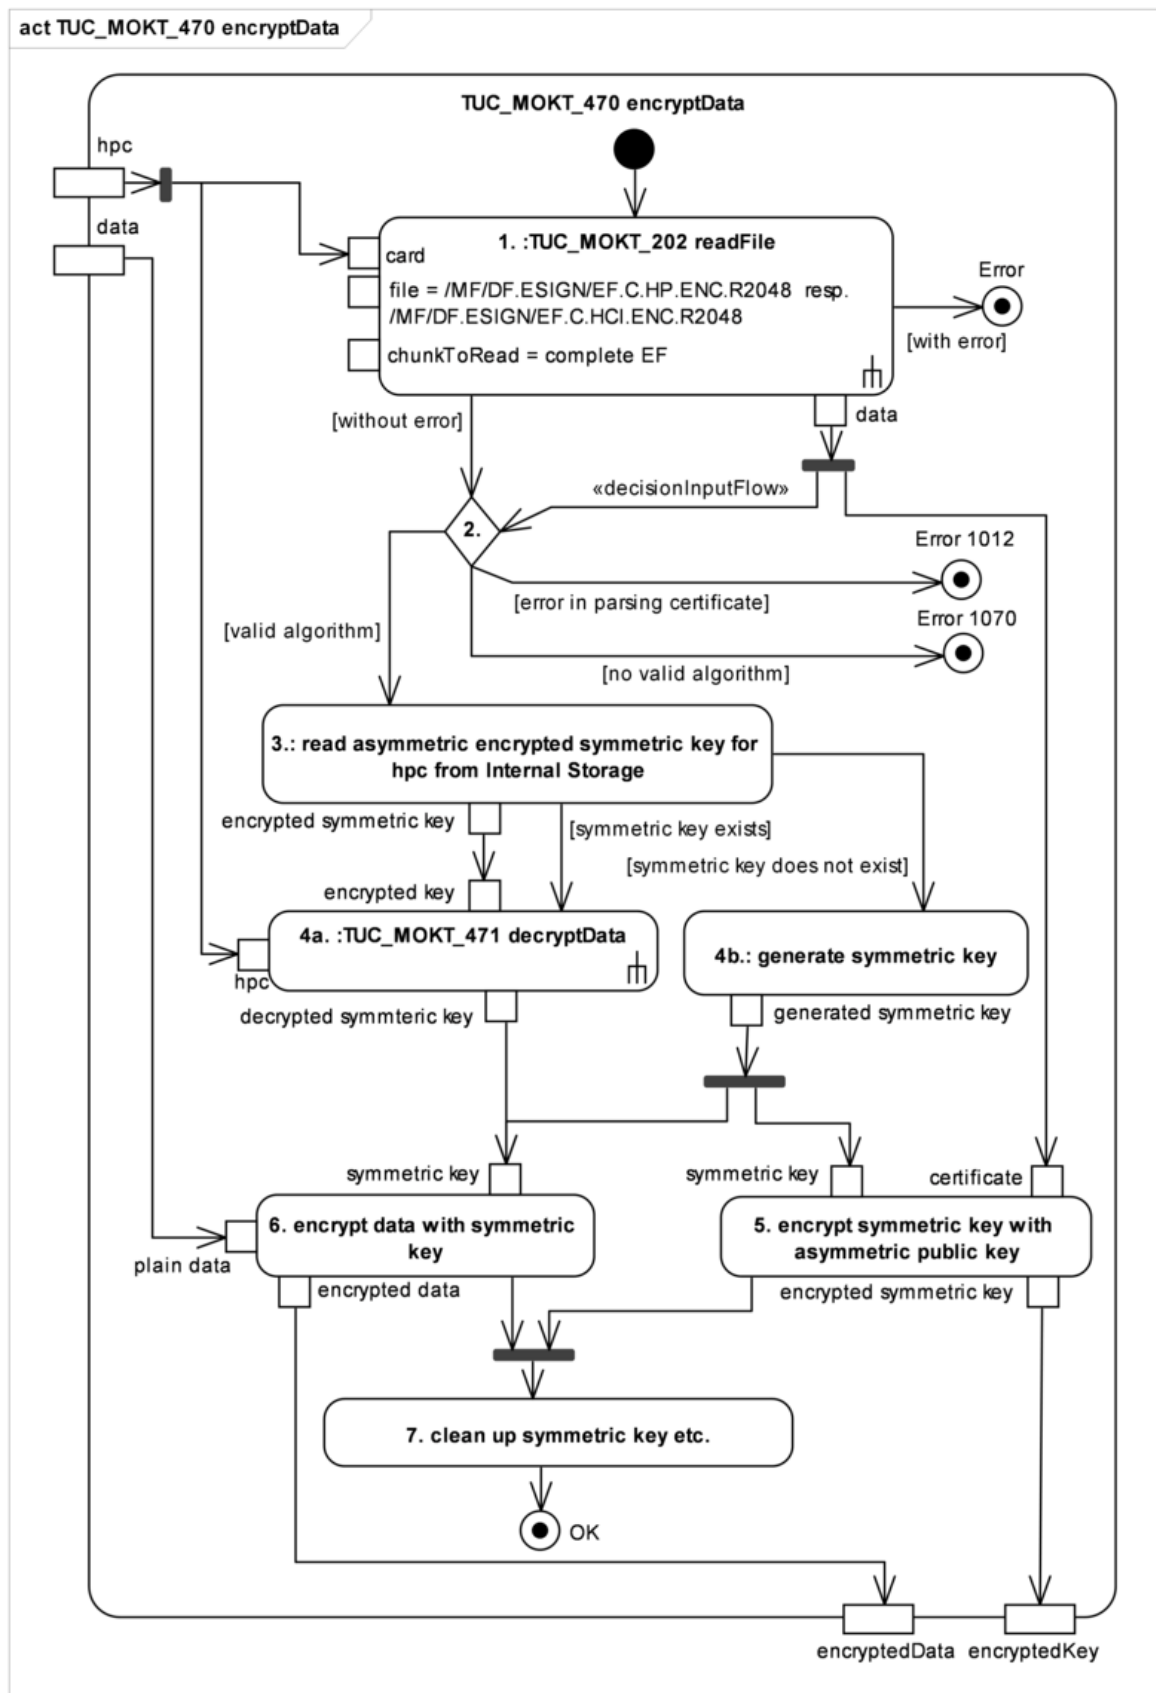 act TUC_MOKT_470 encryptData
TUC_MOKT_470 encryptData
hpc
data
1. :TUC_MOKT_202 readFile
card
file = /MF/DF.ESIGN/EF.C.HP.ENC.R2048 resp.
/MF/DF.ESIGN/EF.C.HCI.ENC.R2048
chunkToRead = complete EF
Error
[with error]
[without error]
data
«decisionInputFlow»
2.
Error 1012
[error in parsing certificate]
Error 1070
[valid algorithm]
[no valid algorithm]
3.: read asymmetric encrypted symmetric key for
hpc from Internal Storage
encrypted symmetric key
[symmetric key exists]
[symmetric key does not exist]
encrypted key
4a. :TUC_MOKT_471 decryptData
hpc
4b.: generate symmetric key
decrypted symmteric key
generated symmetric key
symmetric key
symmetric key
certificate
6. encrypt data with symmetric
key
5. encrypt symmetric key with
asymmetric public key
plain data
encrypted data
encrypted symmetric key
7. clean up symmetric key etc.
OK
encryptedData
encryptedKey